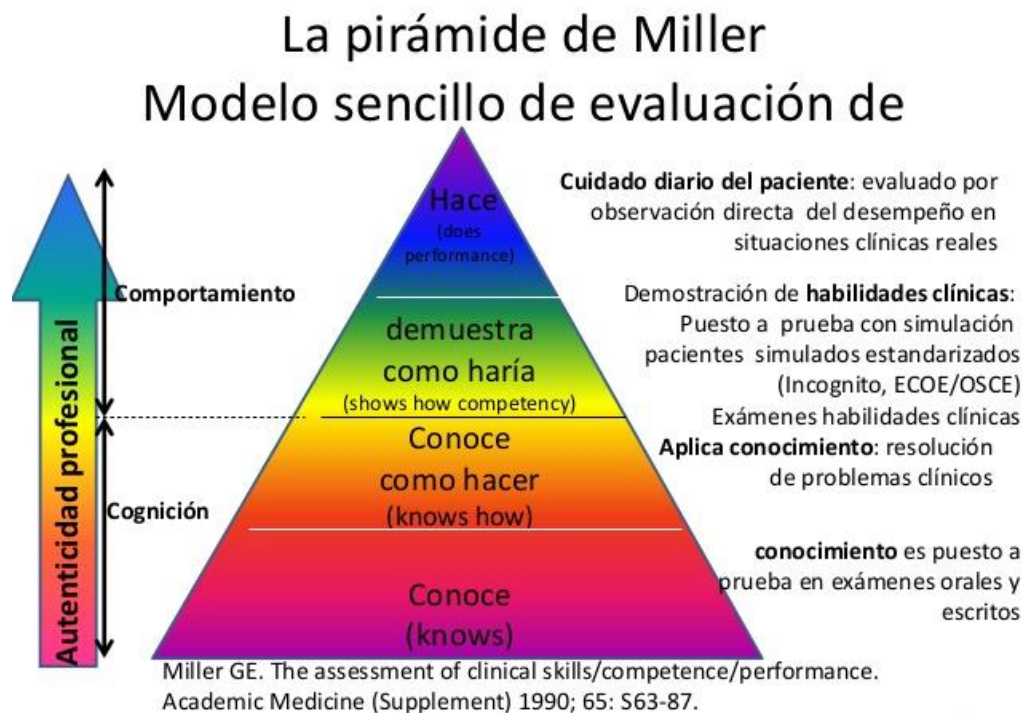 La pirámide de Miller
Modelo sencillo de evaluación de
Autenticidad profesional
Comportamiento
Cognición
Hace
(does
performance)
demuestra
como haría
(shows how competency)
Conoce
como hacer
(knows how)
Conoce
(knows)
Cuidado diario del paciente: evaluado por
observación directa del desempeño en
situaciones clínicas reales
Demostración de habilidades clínicas:
Puesto a prueba con simulación
pacientes simulados estandarizados
(Incognito, ECOE/OSCE)
Exámenes habilidades clínicas
Aplica conocimiento: resolución
de problemas clínicos
conocimiento es puesto a
prueba en exámenes orales y
escritos
Miller GE. The assessment of clinical skills/competence/performance.
Academic Medicine (Supplement) 1990; 65: S63-87.